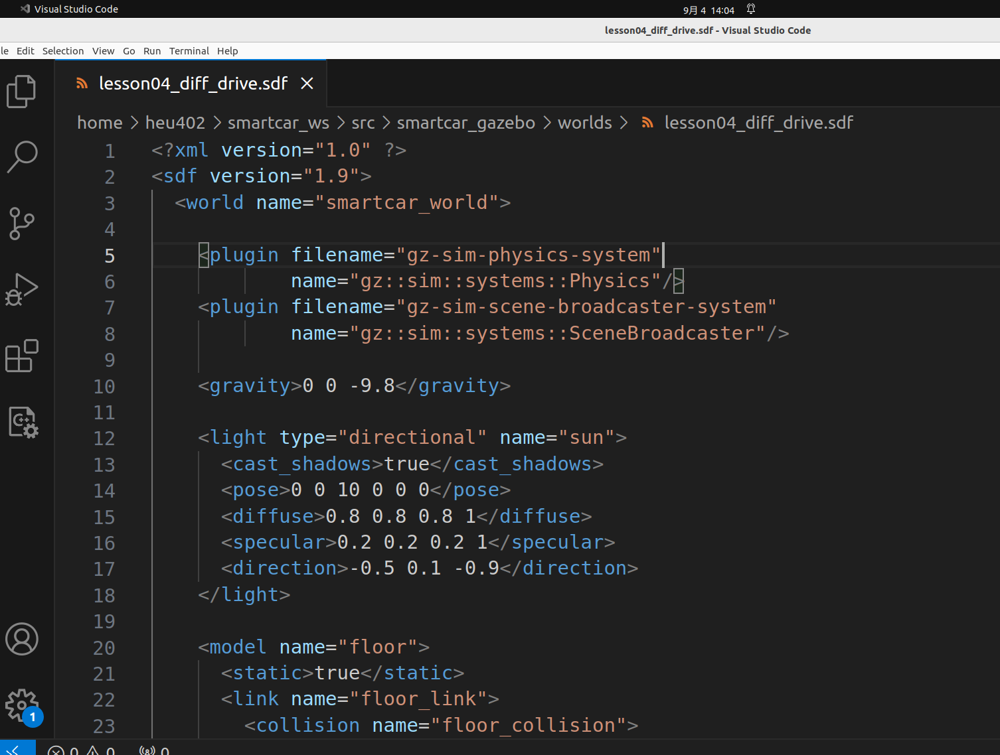 Visual Studio Code
9月 4 14:04
lesson04_diff_drive.sdf - Visual Studio Code
le Edit Selection View Go Run Terminal Help
lesson04_diff_drive.sdf
home > heu402 > smartcar_ws > src > smartcar_gazebo > worlds > lesson04_diff_drive.sdf
1 <?xml version="1.0" ?>
2 <sdf version="1.9">
3 <world name="smartcar_world">
4
5 <plugin filename="gz-sim-physics-system"
6 name="gz::sim::systems::Physics"/>
7 <plugin filename="gz-sim-scene-broadcaster-system"
8 name="gz::sim::systems::SceneBroadcaster"/>
9
10 <gravity>0 0 -9.8</gravity>
11
12 <light type="directional" name="sun">
13 <cast_shadows>true</cast_shadows>
14 <pose>0 0 10 0 0 0</pose>
15 <diffuse>0.8 0.8 0.8 1</diffuse>
16 <specular>0.2 0.2 0.2 1</specular>
17 <direction>-0.5 0.1 -0.9</direction>
18 </light>
19
20 <model name="floor">
21 <static>true</static>
22 <link name="floor_link">
23 <collision name="floor_collision">
1
0 0 0